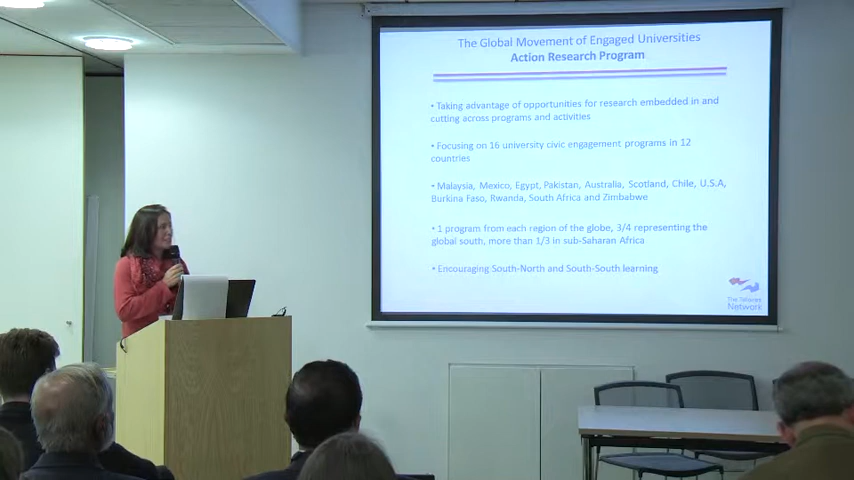 The Global Movement of Engaged Universities
Action Research Program
• Taking advantage of opportunities for research embedded in and
cutting across programs and activities
• Focusing on 16 university civic engagement programs in 12
countries
• Malaysia, Mexico, Egypt, Pakistan, Australia, Scotland, Chile, U.S.A,
Burkina Faso, Rwanda, South Africa and Zimbabwe
• 1 program from each region of the globe, 3/4 representing the
global south, more than 1/3 in sub-Saharan Africa
• Encouraging South-North and South-South learning
The Talloires
Network